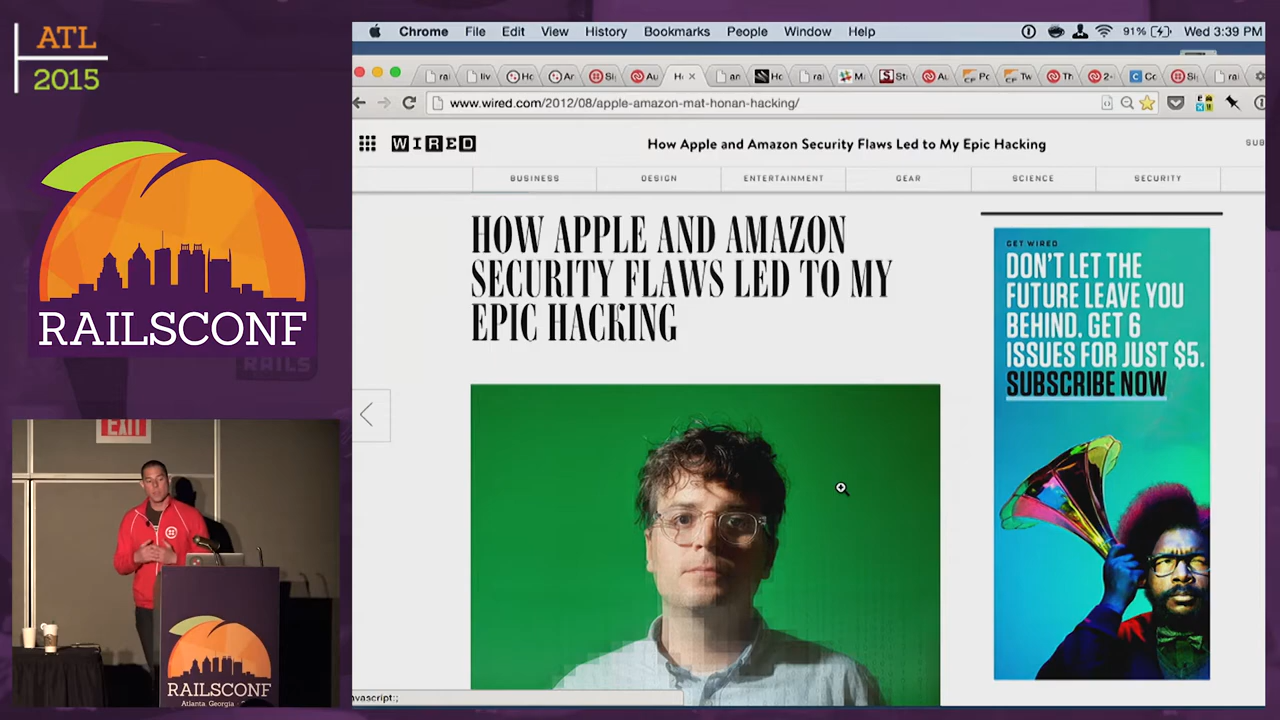 ATL
2015
RAILSCONF
RAILS
EXIT
RAILSCONF
Atlanta, Georgia
Chrome File Edit View History Bookmarks People Window Help
91% Wed 3:39 PM
www.wired.com/2012/08/apple-amazon-mat-honan-hacking/
WIRED
How Apple and Amazon Security Flaws Led to My Epic Hacking
SUB
BUSINESS DESIGN ENTERTAINMENT GEAR SCIENCE SECURITY
HOW APPLE AND AMAZON
SECURITY FLAWS LED TO MY
EPIC HACKING
GET WIRED
DON'T LET THE
FUTURE LEAVE YOU
BEHIND. GET 6
ISSUES FOR JUST $5.
SUBSCRIBE NOW
avascript:;